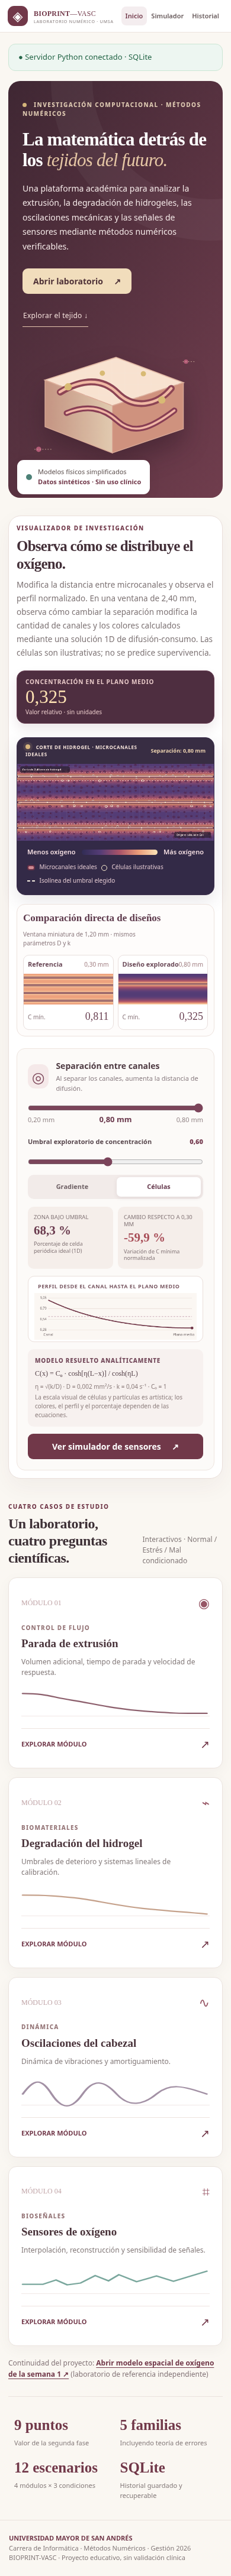 BIOPRINT—VASC
LABORATORIO NUMÉRICO · UMSA
Inicio
Simulador
Historial
● Servidor Python conectado · SQLite
INVESTIGACIÓN COMPUTACIONAL · MÉTODOS
NUMÉRICOS
La matemática detrás de
los tejidos del futuro.
Una plataforma académica para analizar la
extrusión, la degradación de hidrogeles, las
oscilaciones mecánicas y las señales de
sensores mediante métodos numéricos
verificables.
Abrir laboratorio ↗
Explorar el tejido ↓
Modelos físicos simplificados
Datos sintéticos · Sin uso clínico
VISUALIZADOR DE INVESTIGACIÓN
Observa cómo se distribuye el
oxígeno.
Modifica la distancia entre microcanales y observa el
perfil normalizado. En una ventana de 2,40 mm,
observa cómo cambiar la separación modifica la
cantidad de canales y los colores calculados
mediante una solución 1D de difusión-consumo. Las
células son ilustrativas; no se predice supervivencia.
CONCENTRACIÓN EN EL PLANO MEDIO
0,325
Valor relativo · sin unidades
CORTE DE HIDROGEL · MICROCANALES
IDEALES
Separación: 0,80 mm
Menos oxígeno
Más oxígeno
Microcanales ideales
Células ilustrativas
Isolínea del umbral elegido
Comparación directa de diseños
Ventana miniatura de 1,20 mm · mismos
parámetros D y k
Referencia 0,30 mm
Diseño explorado 0,80 mm
C mín. 0,811
C mín. 0,325
Separación entre canales
Al separar los canales, aumenta la distancia de
difusión.
0,20 mm 0,80 mm 0,80 mm
Umbral exploratorio de concentración 0,60
Gradiente
Células
ZONA BAJO UMBRAL
68,3 %
Porcentaje de celda
periódica ideal (1D)
CAMBIO RESPECTO A 0,30
MM
-59,9 %
Variación de C mínima
normalizada
PERFIL DESDE EL CANAL HASTA EL PLANO MEDIO
MODELO RESUELTO ANALÍTICAMENTE
C(x) = C₀ · cosh[η(L−x)] / cosh(ηL)
η = √(k/D) · D = 0,002 mm²/s · k = 0,04 s⁻¹ · C₀ = 1
La escala visual de células y partículas es artística; los
colores, el perfil y el porcentaje dependen de las
ecuaciones.
Ver simulador de sensores ↗
CUATRO CASOS DE ESTUDIO
Un laboratorio,
cuatro preguntas
científicas.
Interactivos · Normal /
Estrés / Mal
condicionado
MÓDULO 01
CONTROL DE FLUJO
Parada de extrusión
Volumen adicional, tiempo de parada y velocidad de
respuesta.
EXPLORAR MÓDULO ↗
MÓDULO 02
BIOMATERIALES
Degradación del hidrogel
Umbrales de deterioro y sistemas lineales de
calibración.
EXPLORAR MÓDULO ↗
MÓDULO 03
DINÁMICA
Oscilaciones del cabezal
Dinámica de vibraciones y amortiguamiento.
EXPLORAR MÓDULO ↗
MÓDULO 04
BIOSEÑALES
Sensores de oxígeno
Interpolación, reconstrucción y sensibilidad de señales.
EXPLORAR MÓDULO ↗
Continuidad del proyecto: Abrir modelo espacial de oxígeno
de la semana 1 ↗ (laboratorio de referencia independiente)
9 puntos
Valor de la segunda fase
5 familias
Incluyendo teoría de errores
12 escenarios
4 módulos × 3 condiciones
SQLite
Historial guardado y
recuperable
UNIVERSIDAD MAYOR DE SAN ANDRÉS
Carrera de Informática · Métodos Numéricos · Gestión 2026
BIOPRINT-VASC · Proyecto educativo, sin validación clínica